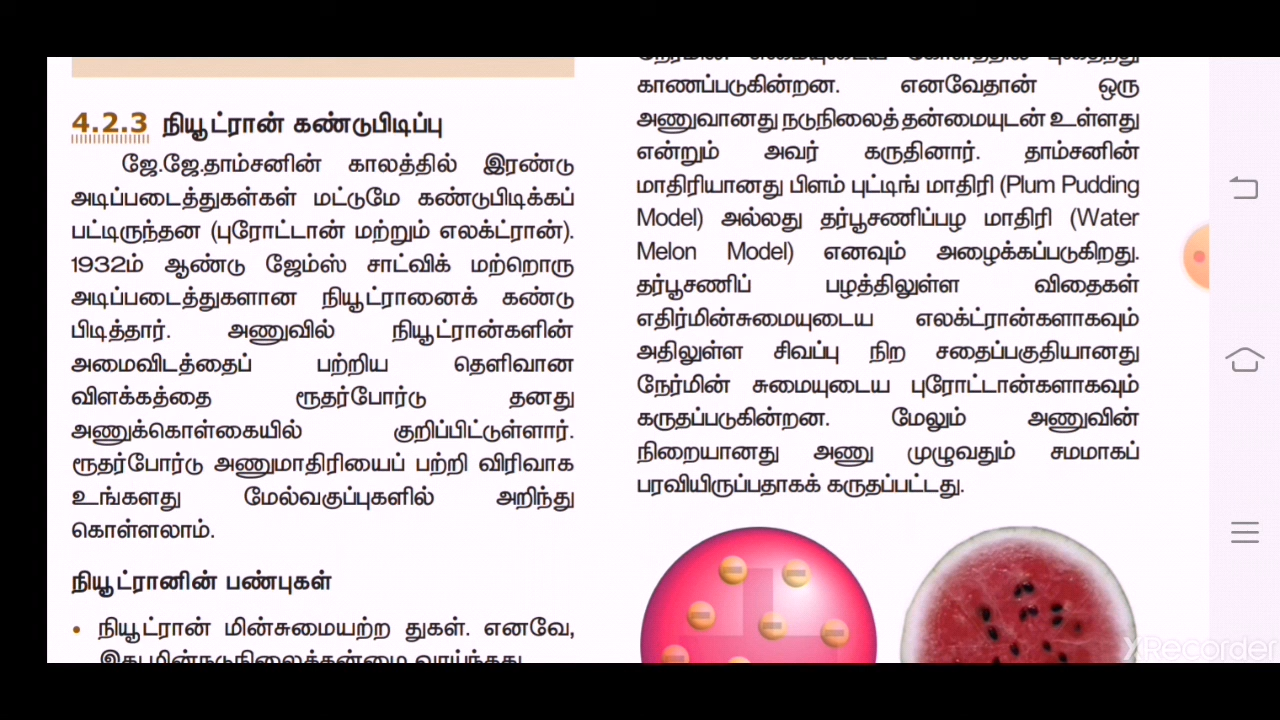 4.2.3 நியூட்ரான் கண்டுபிடிப்பு
ஜே.ஜே.தாம்சனின் காலத்தில் இரண்டு
அடிப்படைத்துகள்கள் மட்டுமே கண்டுபிடிக்கப்
பட்டிருந்தன (புரோட்டான் மற்றும் எலக்ட்ரான்).
1932ம் ஆண்டு ஜேம்ஸ் சாட்விக் மற்றொரு
அடிப்படைத்துகளான நியூட்ரானைக் கண்டு
பிடித்தார். அணுவில் நியூட்ரான்களின்
அமைவிடத்தைப் பற்றிய தெளிவான
விளக்கத்தை ரூதர்போர்டு தனது
அணுக்கொள்கையில் குறிப்பிட்டுள்ளார்.
ரூதர்போர்டு அணுமாதிரியைப் பற்றி விரிவாக
உங்களது மேல்வகுப்புகளில் அறிந்து
கொள்ளலாம்.
நியூட்ரானின் பண்புகள்
• நியூட்ரான் மின்சுமையற்ற துகள். எனவே,
இது மின்நடுநிலைத்தன்மை வாய்ந்தது
காணப்படுகின்றன. எனவேதான் ஒரு
அணுவானது நடுநிலைத் தன்மையுடன் உள்ளது
என்றும் அவர் கருதினார். தாம்சனின்
மாதிரியானது பிளம் புட்டிங் மாதிரி (Plum Pudding
Model) அல்லது தர்பூசணிப்பழ மாதிரி (Water
Melon Model) எனவும் அழைக்கப்படுகிறது.
தர்பூசணிப் பழத்திலுள்ள விதைகள்
எதிர்மின்சுமையுடைய எலக்ட்ரான்களாகவும்
அதிலுள்ள சிவப்பு நிற சதைப்பகுதியானது
நேர்மின் சுமையுடைய புரோட்டான்களாகவும்
கருதப்படுகின்றன. மேலும் அணுவின்
நிறையானது அணு முழுவதும் சமமாகப்
பரவியிருப்பதாகக் கருதப்பட்டது.
XRecorder